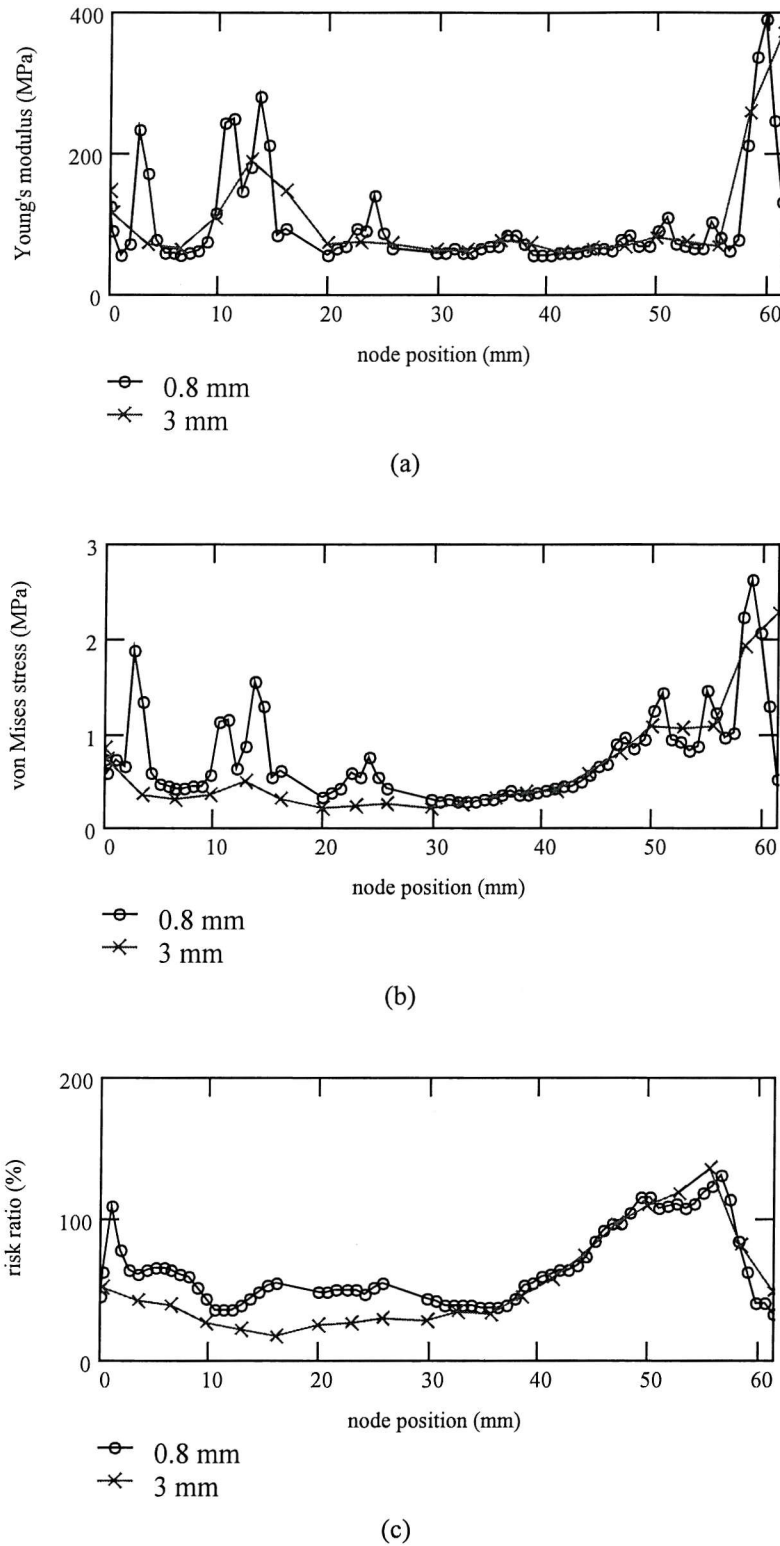 400
200
0
Young's modulus (MPa)
0 10 20 30 40 50 60
node position (mm)
0.8 mm
3 mm
(a)
3
2
1
0
von Mises stress (MPa)
0 10 20 30 40 50 60
node position (mm)
0.8 mm
3 mm
(b)
200
100
0
risk ratio (%)
0 10 20 30 40 50 60
node position (mm)
0.8 mm
3 mm
(c)